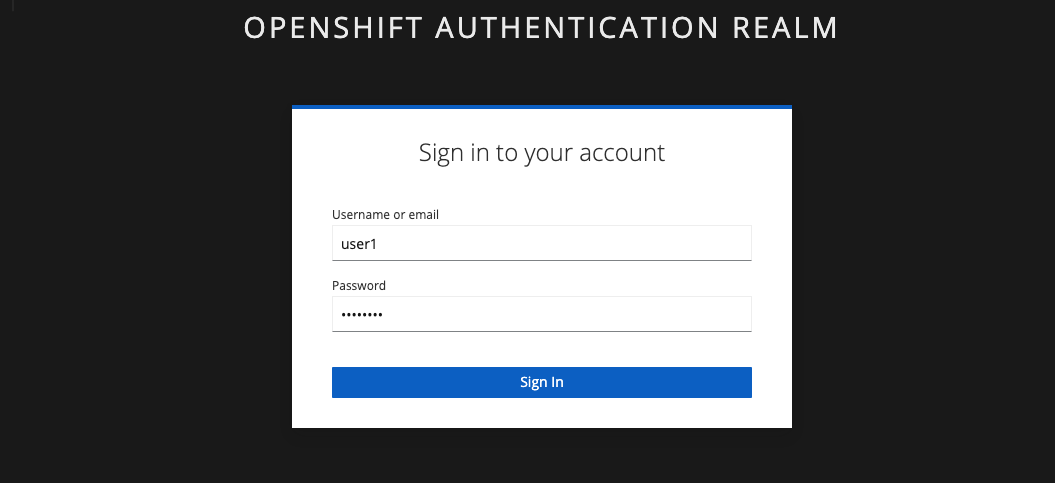 OPENSHIFT AUTHENTICATION REALM
Sign in to your account
Username or email
user1
Password
••••••••
Sign In